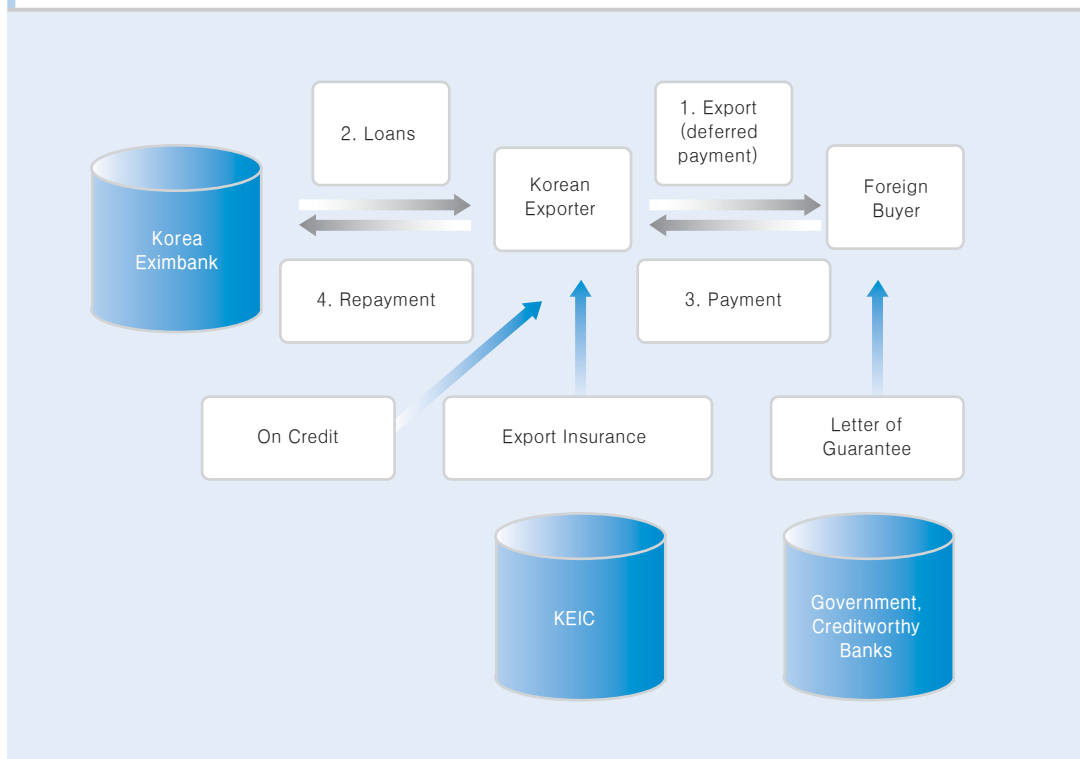 2. Loans
1. Export
(deferred
payment)
Korea
Eximbank
Korean
Exporter
Foreign
Buyer
4. Repayment
3. Payment
On Credit
Export Insurance
Letter of
Guarantee
KEIC
Government,
Creditworthy
Banks